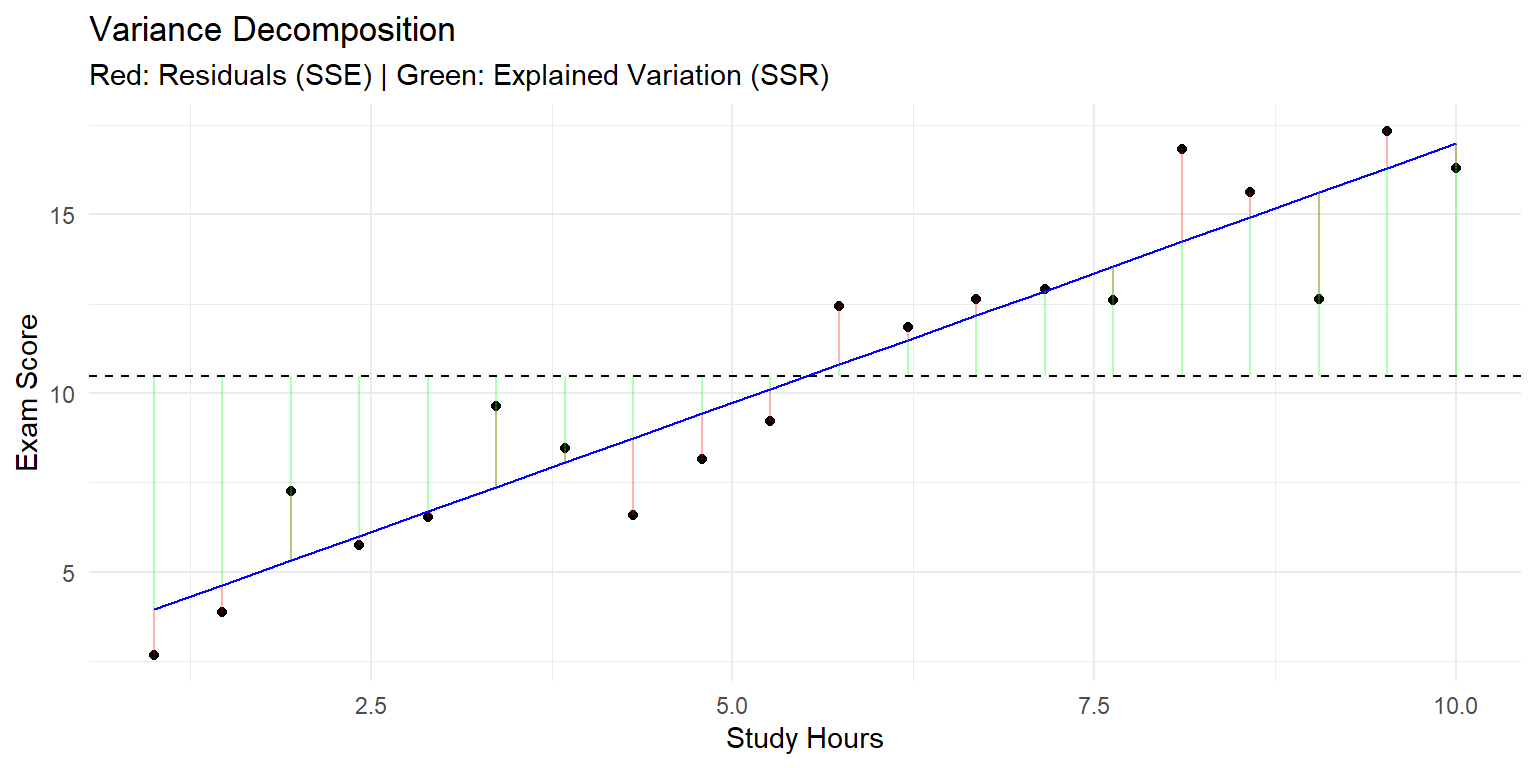 Variance Decomposition
Red: Residuals (SSE) | Green: Explained Variation (SSR)
Exam Score
15
10
5
2.5 5.0 7.5 10.0
Study Hours